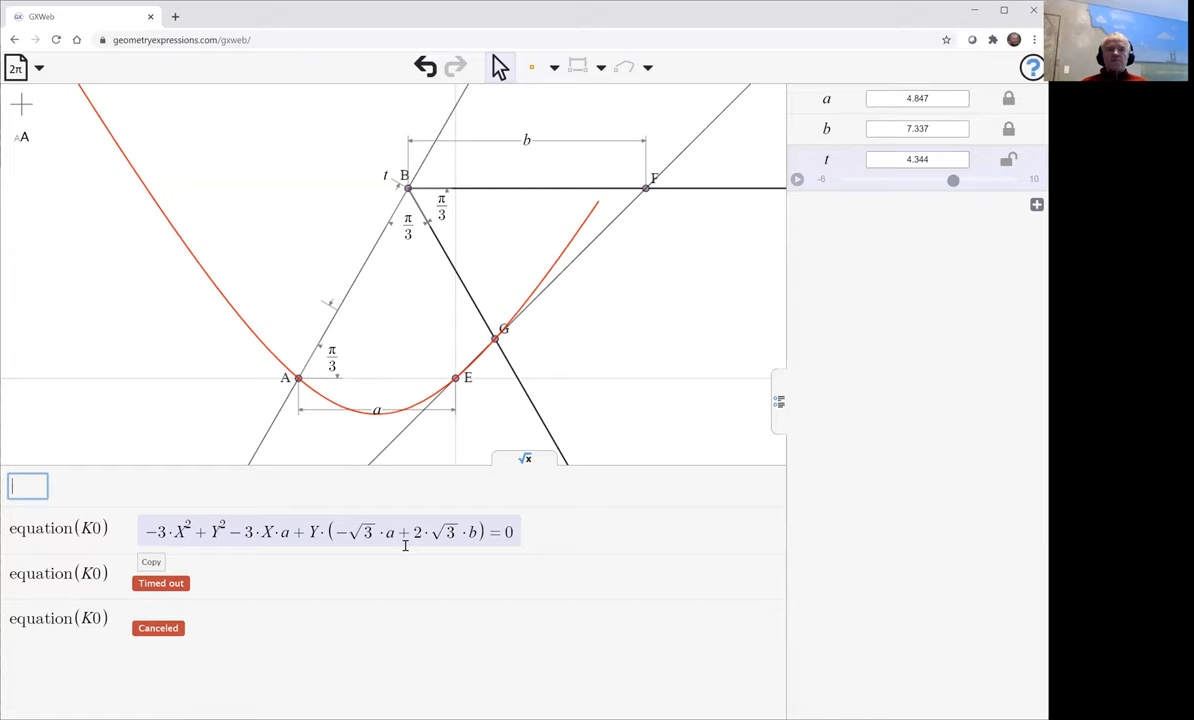 GXWeb
geometryexpressions.com/gxweb/
2π
A
a
4.847
b
7.337
t
4.344
-6
10
b
t
B
F
π/3
π/3
π/3
G
A
E
a
√x
equation(K0)
−3·X²+Y²−3·X·a+Y·(−√3·a+2·√3·b)=0
Copy
equation(K0)
Timed out
equation(K0)
Canceled